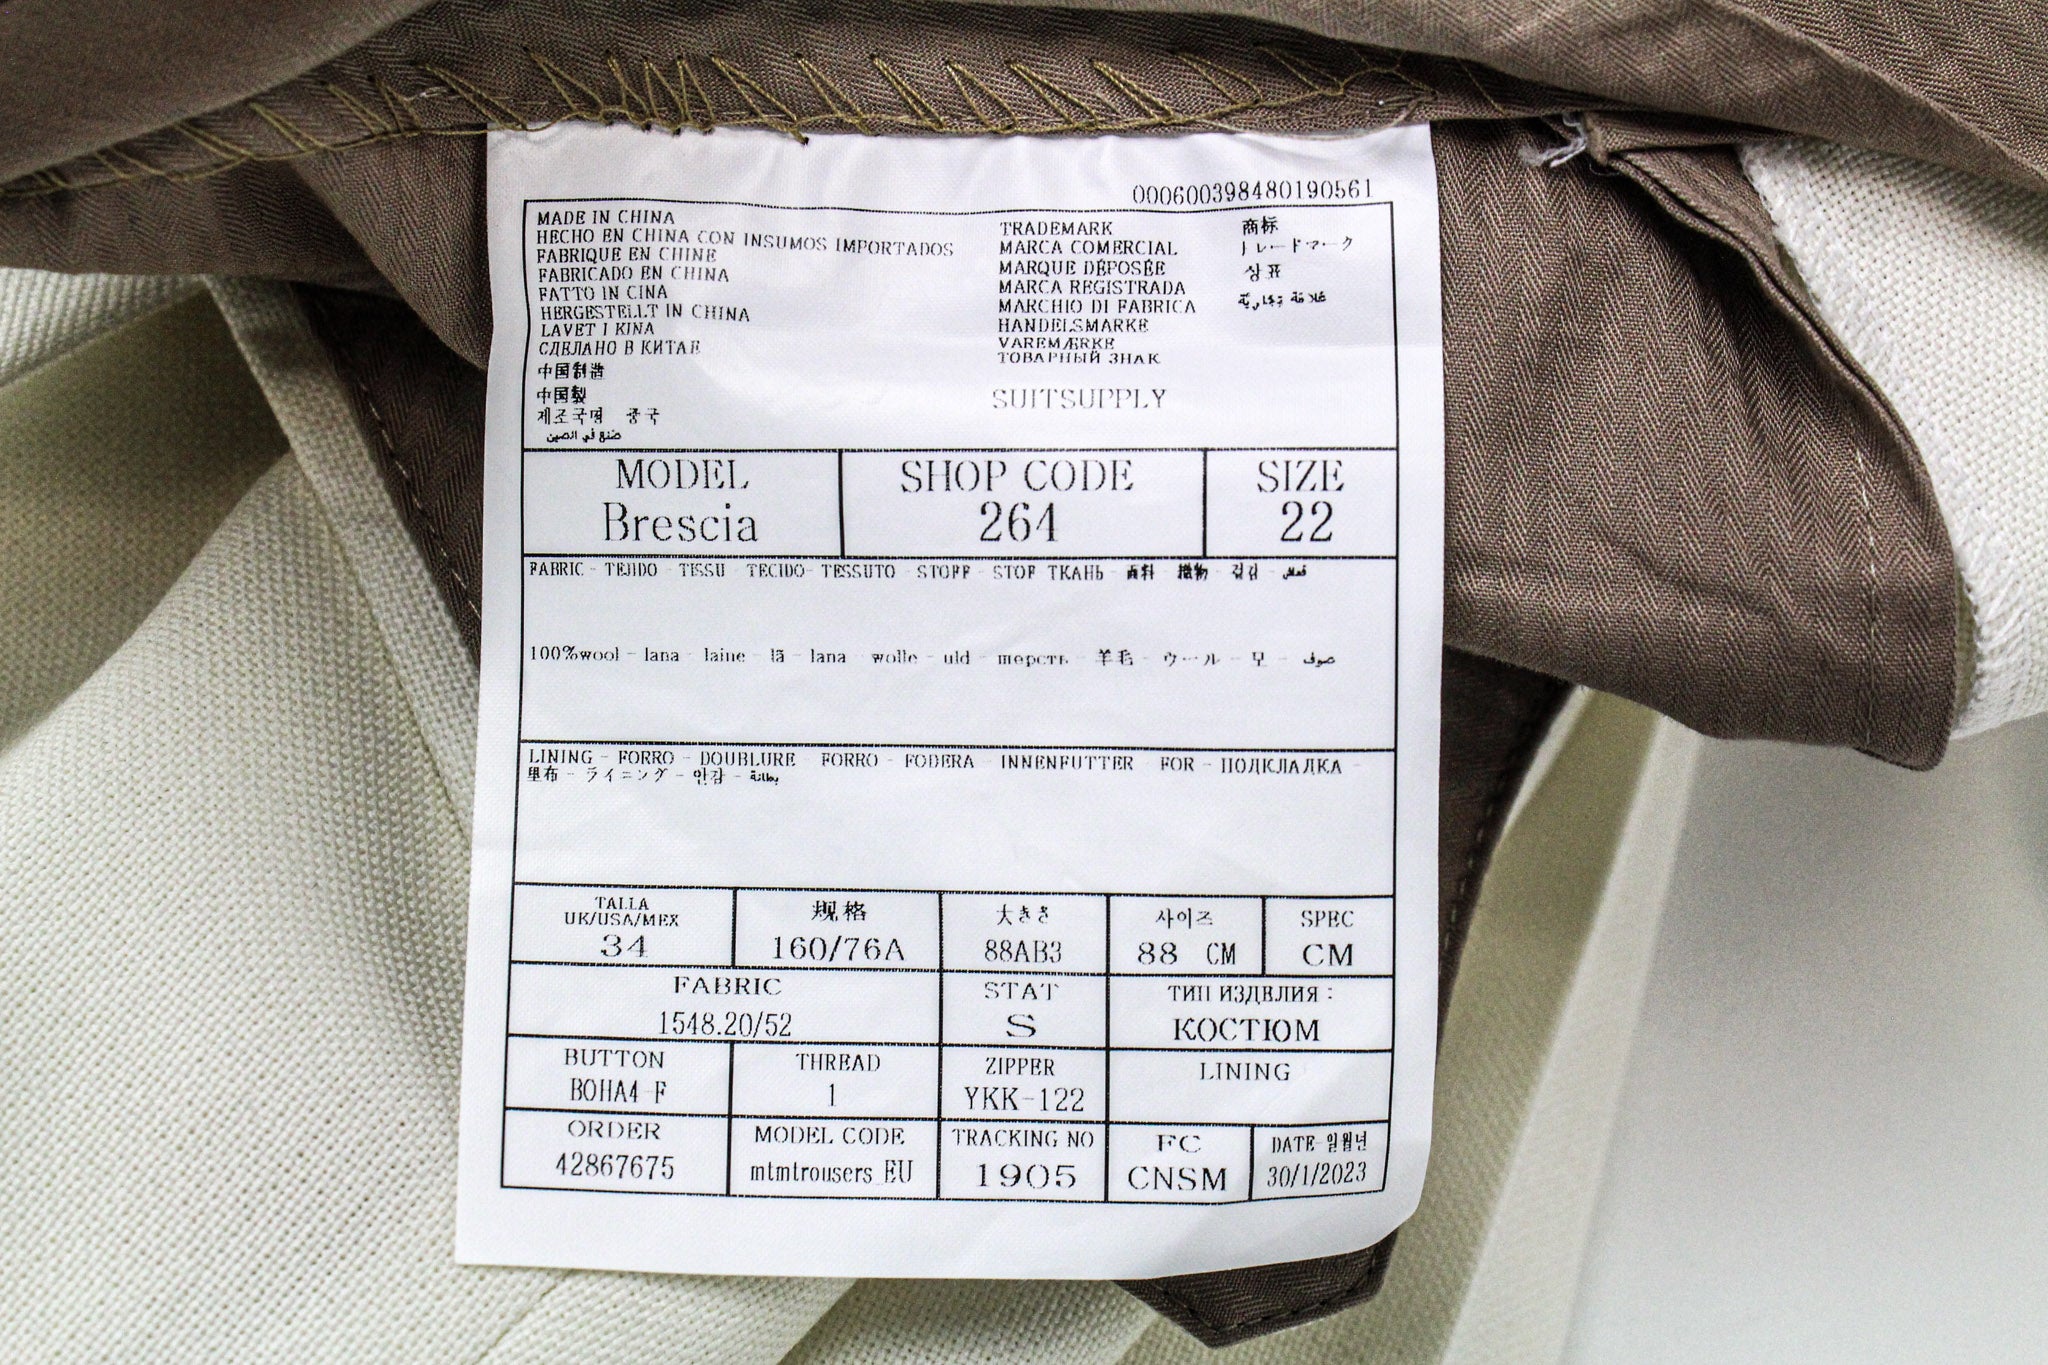 000600398480190561
MADE IN CHINA
HECHO EN CHINA CON INSUMOS IMPORTADOS
FABRIQUE EN CHINE
FABRICADO EN CHINA
FATTO IN CINA
HERGESTELLT IN CHINA
LAVET I KINA
СДЕЛАНО В КИТАЕ
中国制造
中国製
제조국명 중국
صنع في الصين
TRADEMARK
MARCA COMERCIAL
MARQUE DÉPOSÉE
MARCA REGISTRADA
MARCHIO DI FABRICA
HANDELSMARKE
VAREMÆRKE
ТОВАРНЫЙ ЗНАК
商标
トレードマーク
상표
علامة تجارية
SUITSUPPLY
MODEL SHOP CODE SIZE
Brescia 264 22
FABRIC - TEJIDO - TISSU - TECIDO- TESSUTO - STOFF - STOF ТКАНЬ - 面料 - 織物 - 옷감 - قماش
100%wool - lana - laine - lã - lana - wolle - uld - шерсть - 羊毛 - ウール - 모 - صوف
LINING - FORRO - DOUBLURE - FORRO - FODERA - INNENFUTTER - FOR - ПОДКЛАДКА -
里布 - ライニング - 안감 - بطانة
TALLA 规格 大きさ 사이즈 SPEC
UK/USA/MEX
34 160/76A 88AB3 88 CM CM
FABRIC STAT ТИП ИЗДЕЛИЯ :
1548.20/52 S КОСТЮМ
BUTTON THREAD ZIPPER LINING
BOHA4-F 1 YKK-122
ORDER MODEL CODE TRACKING NO FC DATE-일월년
42867675 mtmtrousers_EU 1905 CNSM 30/1/2023